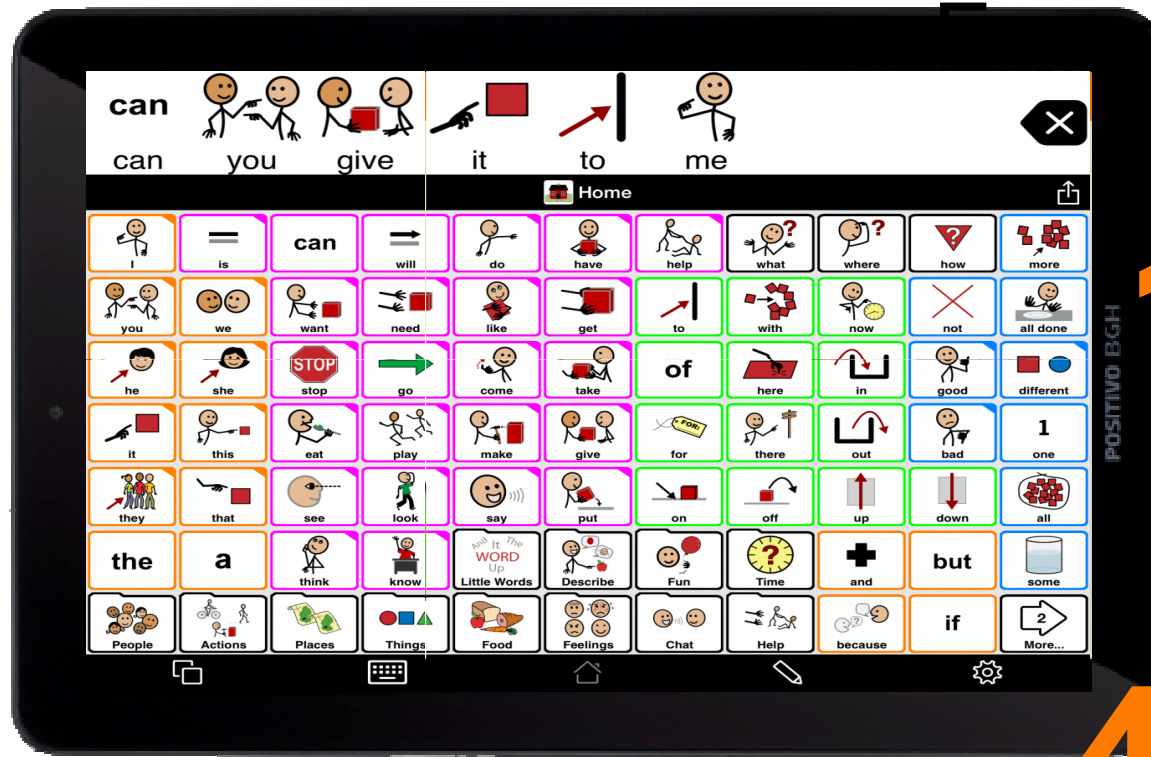 can
can you give it to me
Home
I is can will do have help what where how more
you we want need like get to with now not all done
he she STOP stop go come take of here in good different
it this eat play make give FOR: for there out bad 1 one
they that see look say put on off up down all
the a think know And It The WORD Up Little Words Describe Fun Time and but some
People Actions Places Things Food Feelings Chat Help because if 2 More...
POSITIVO BGH